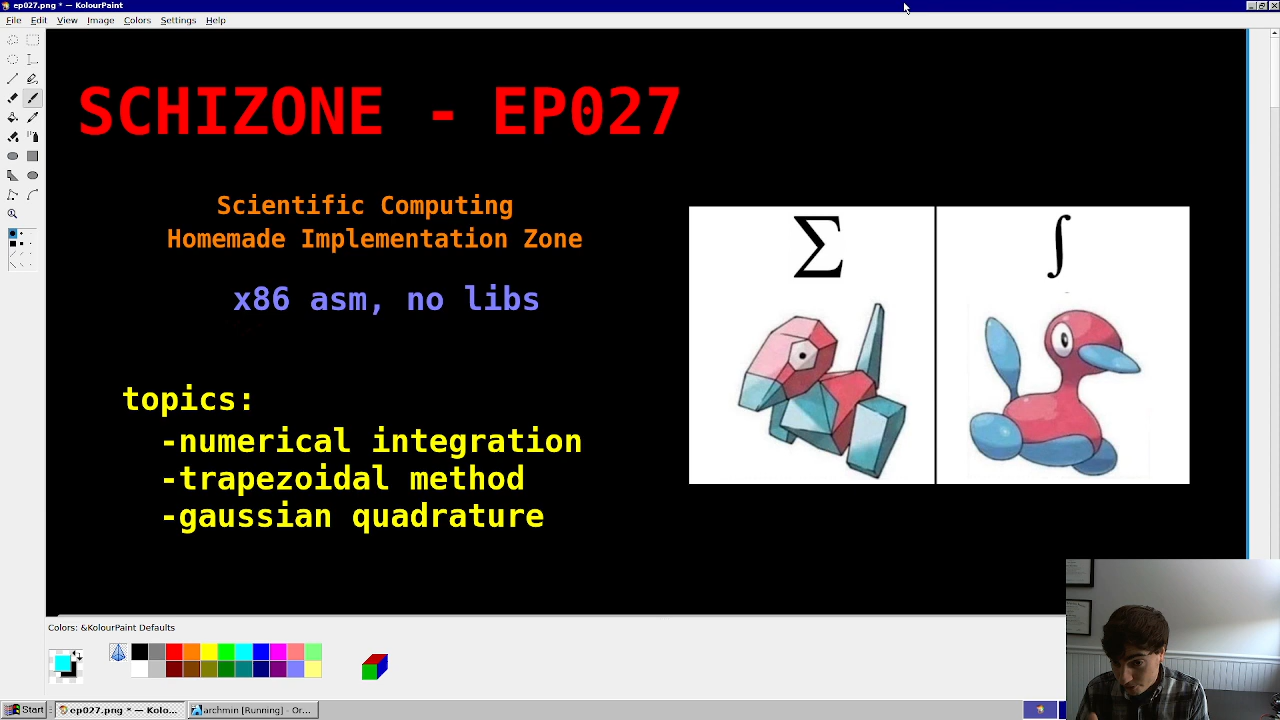 ep027.png * — KolourPaint
File Edit View Image Colors Settings Help
SCHIZONE - EP027
Scientific Computing
Homemade Implementation Zone
x86 asm, no libs
∑ ∫
topics:
-numerical integration
-trapezoidal method
-gaussian quadrature
Colors: &KolourPaint Defaults
Start ep027.png * — Kolo... archmin [Running] - Or...